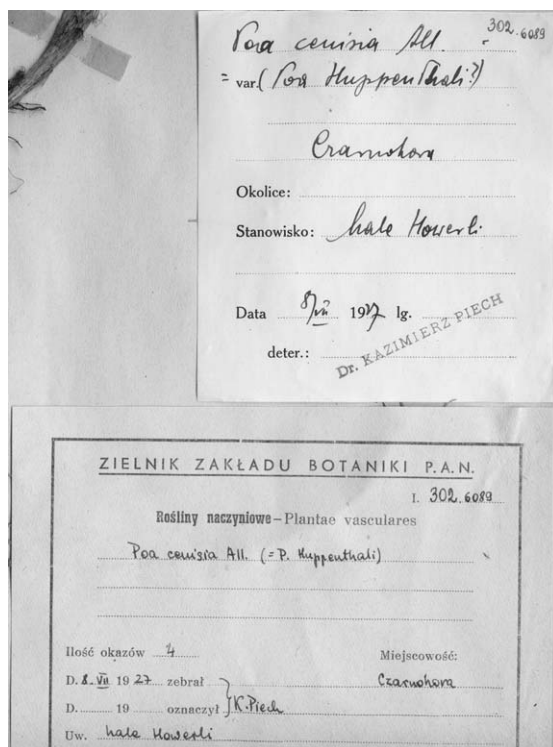 302.6089
Poa cenisia All.
= var. (Poa Huppenthali?)
Czarnohora
Okolice:
Stanowisko: hale Howerli
Data 8/VII 1927 lg.
deter.:
Dr. KAZIMIERZ PIECH
ZIELNIK ZAKŁADU BOTANIKI P.A.N.
I. 302.6089
Rośliny naczyniowe – Plantae vasculares
Poa cenisia All. (= P. Huppenthali)
Ilość okazów 4
Miejscowość:
D. 8.VII 1927 zebrał
Czarnohora
D. 19 oznaczył K. Piech
Uw. hale Howerli